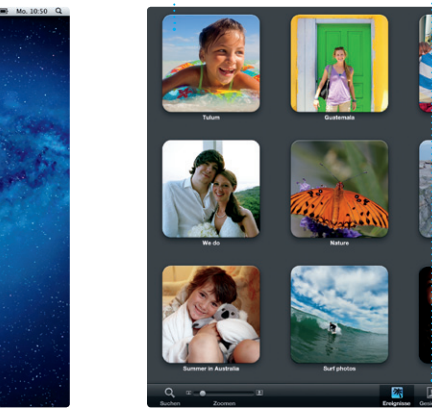 Mo. 10:50
Tulum
Guatemala
We do
Nature
Summer in Australia
Surf photos
Suchen
Zoomen
Ereignisse